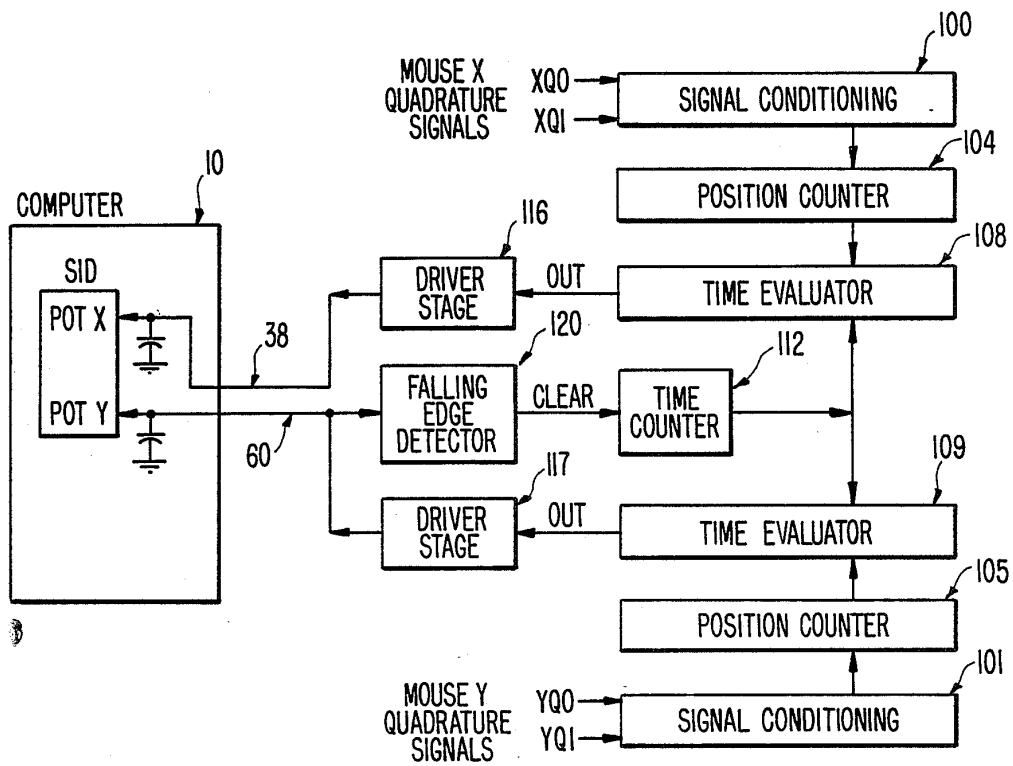 100
MOUSE X
QUADRATURE
SIGNALS
XQ0
XQ1
SIGNAL CONDITIONING
104
POSITION COUNTER
10
COMPUTER
116
108
SID
DRIVER
STAGE
OUT
TIME EVALUATOR
POT X
38
120
112
FALLING
EDGE
DETECTOR
CLEAR
TIME
COUNTER
POT Y
60
117
109
DRIVER
STAGE
OUT
TIME EVALUATOR
105
POSITION COUNTER
101
MOUSE Y
QUADRATURE
SIGNALS
YQ0
YQ1
SIGNAL CONDITIONING